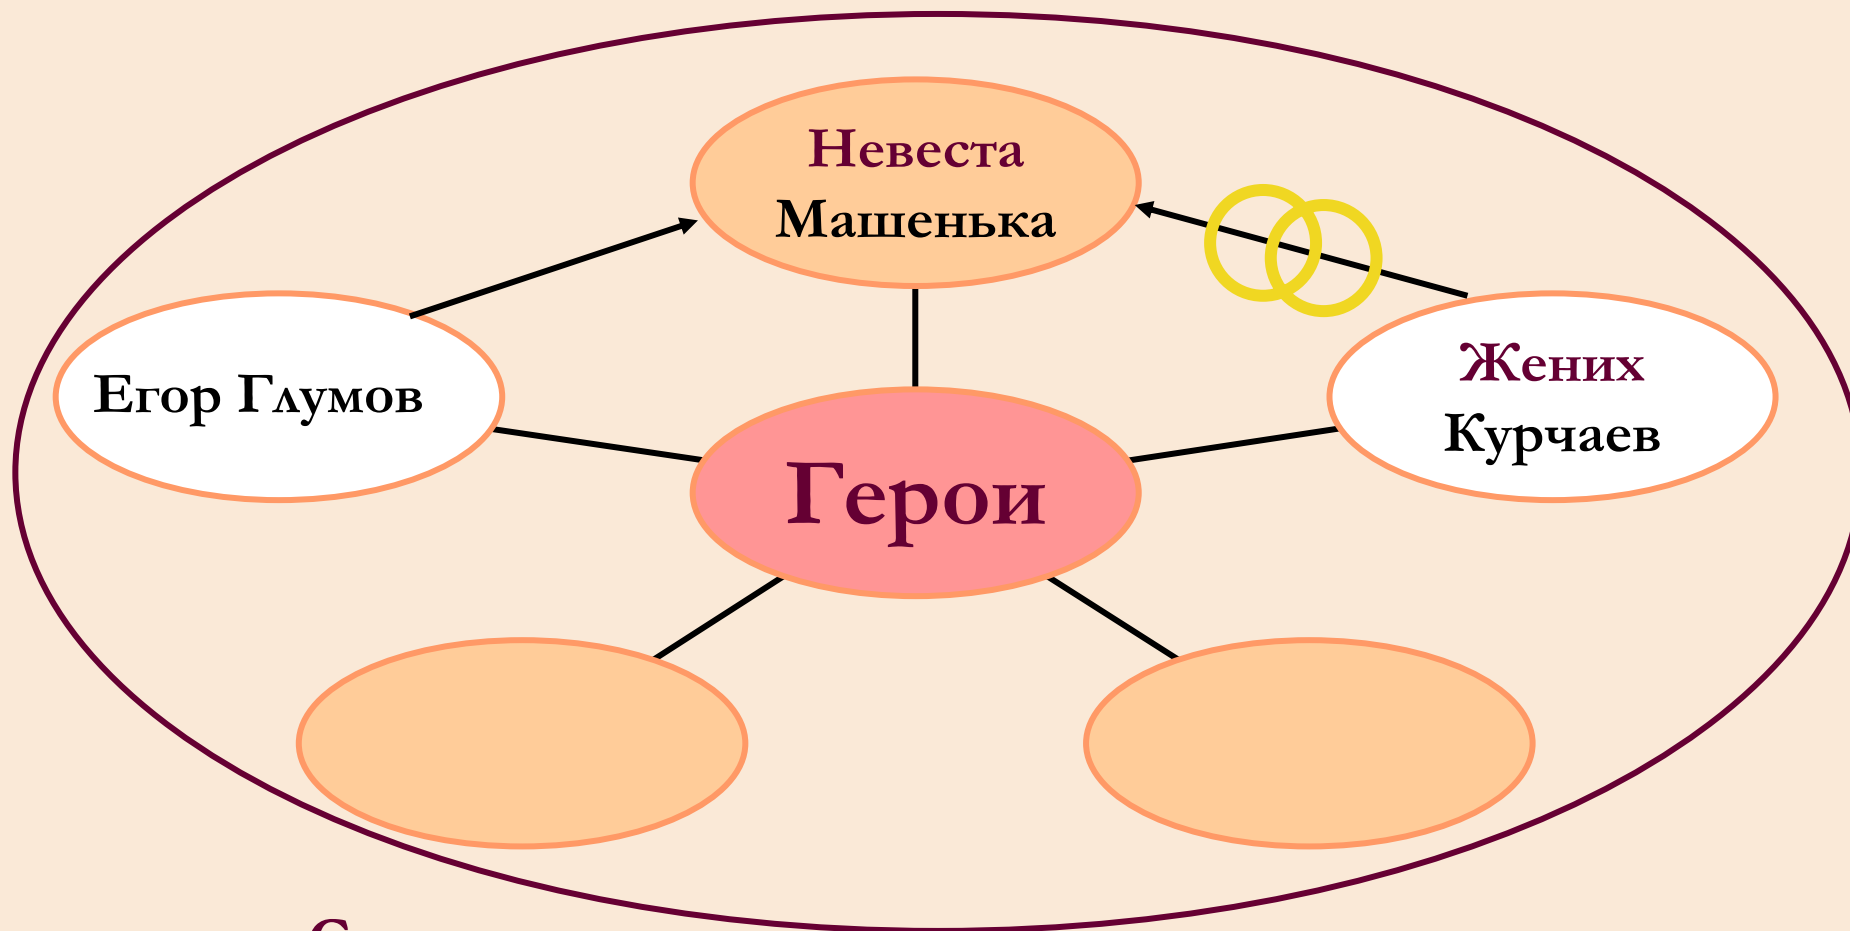 Невеста
Машенька
Егор Глумов
Жених
Курчаев
Герои